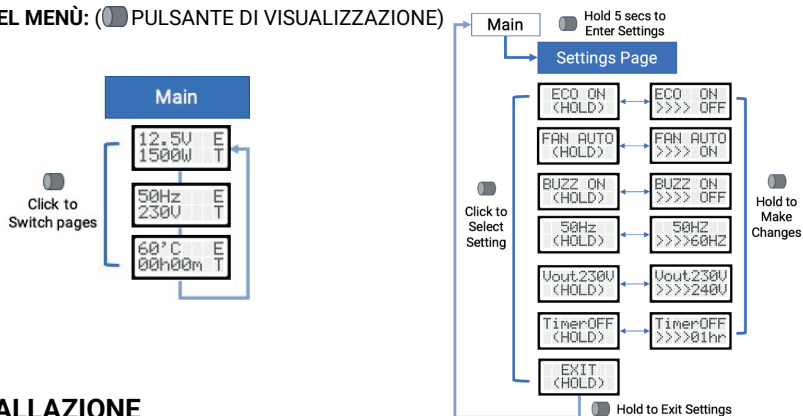 EL MENÙ: ( PULSANTE DI VISUALIZZAZIONE)
Main
12.5V E
1500W T
50Hz E
230V T
60'C E
00h00m T
Click to
Switch pages
Main
Hold 5 secs to
Enter Settings
Settings Page
ECO ON
(HOLD)
ECO ON
>>>> OFF
FAN AUTO
(HOLD)
FAN AUTO
>>>> ON
BUZZ ON
(HOLD)
BUZZ ON
>>>> OFF
50Hz
(HOLD)
50HZ
>>>>60HZ
Vout230V
(HOLD)
Vout230V
>>>>240V
TimerOFF
(HOLD)
TimerOFF
>>>>01hr
EXIT
(HOLD)
Click to
Select
Setting
Hold to
Make
Changes
Hold to Exit Settings
ALLAZIONE